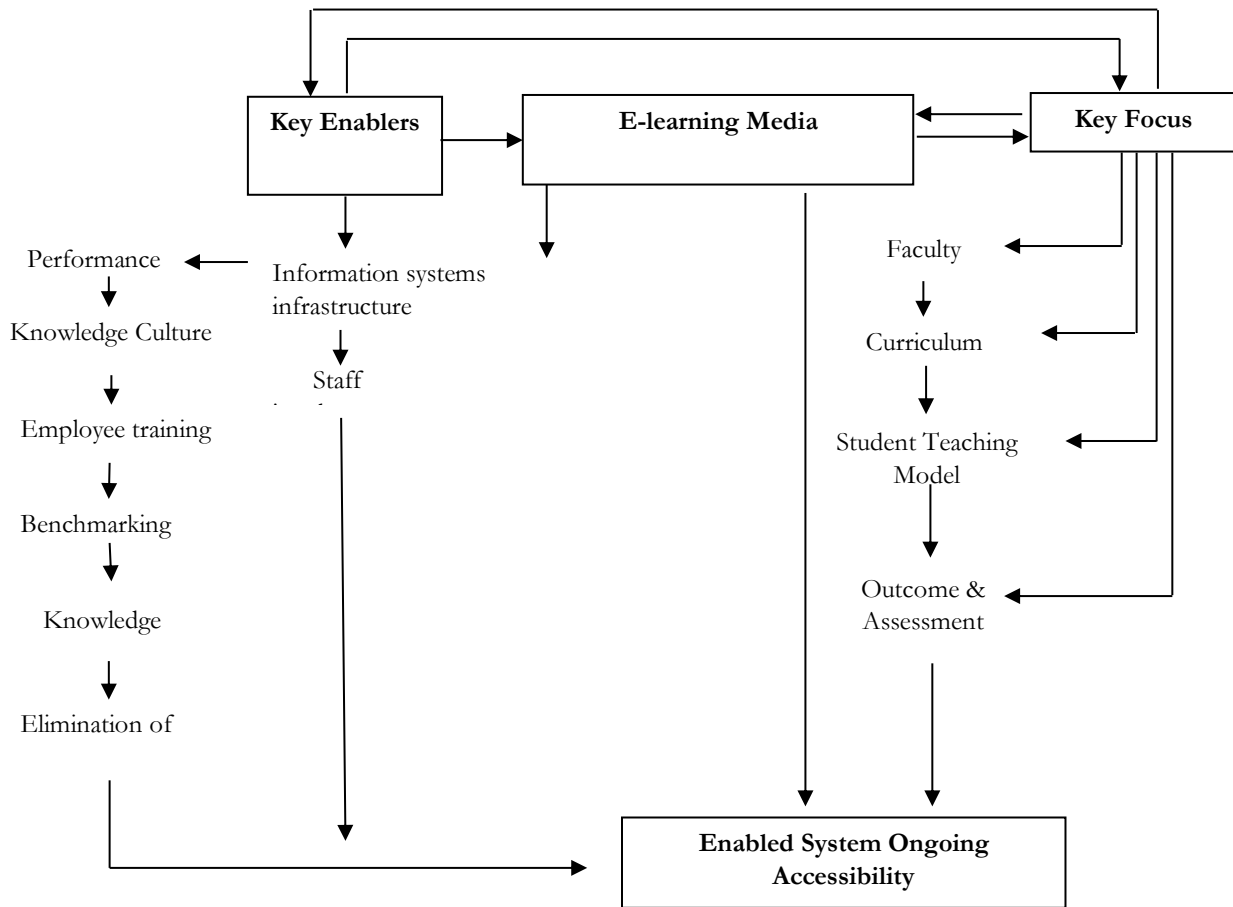 Key Enablers
E-learning Media
Key Focus
Performance
Knowledge Culture
Employee training
Benchmarking
Knowledge
Elimination of
Information systems
infrastructure
Staff
Faculty
Curriculum
Student Teaching
Model
Outcome &
Assessment
Enabled System Ongoing
Accessibility